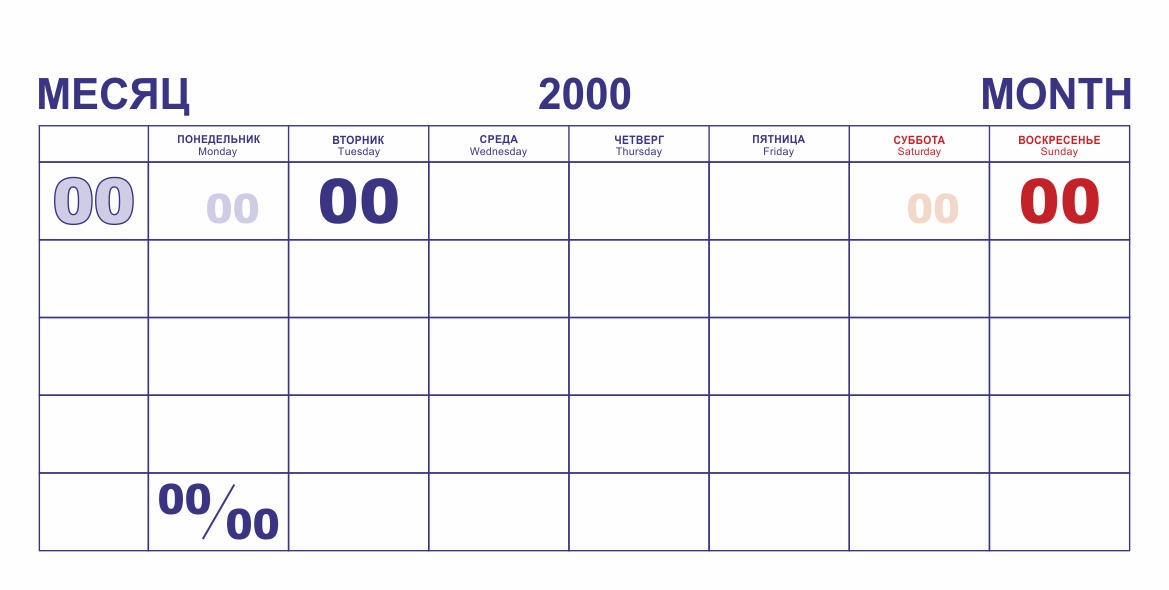 МЕСЯЦ 2000 MONTH
ПОНЕДЕЛЬНИК ВТОРНИК СРЕДА ЧЕТВЕРГ ПЯТНИЦА СУББОТА ВОСКРЕСЕНЬЕ
Monday Tuesday Wednesday Thursday Friday Saturday Sunday
00 00 00 00 00
00/00